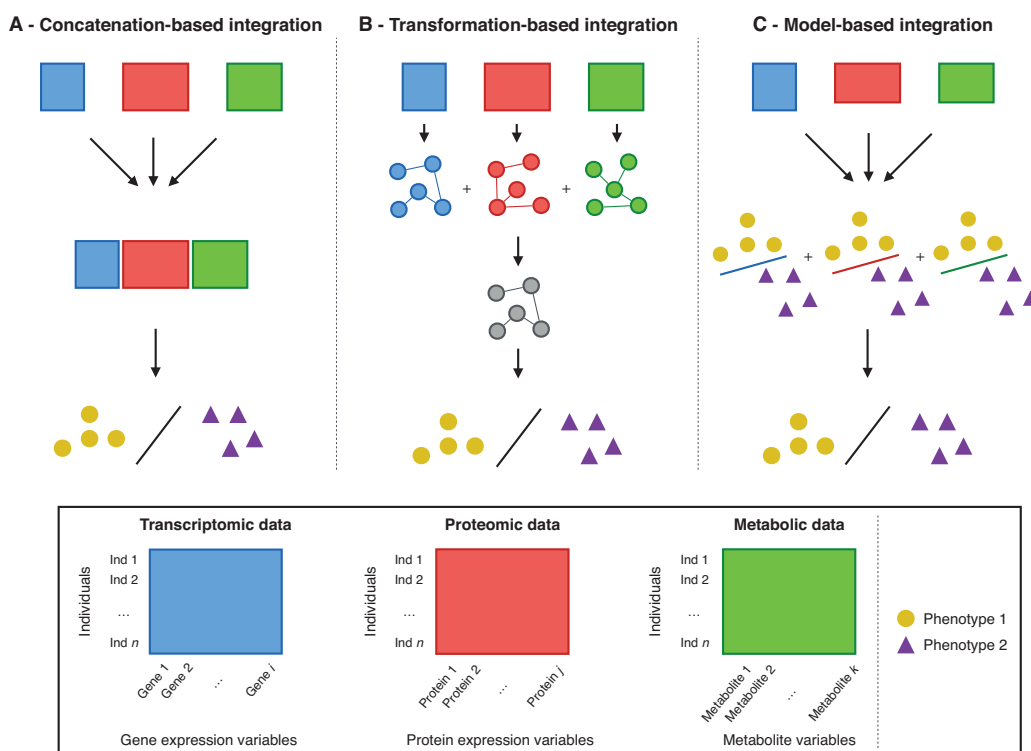 A - Concatenation-based integration
B - Transformation-based integration
C - Model-based integration
+ +
+ +
Transcriptomic data
Individuals
Ind 1
Ind 2
...
Ind n
Gene 1
Gene 2
...
Gene i
Gene expression variables
Proteomic data
Individuals
Ind 1
Ind 2
...
Ind n
Protein 1
Protein 2
...
Protein j
Protein expression variables
Metabolic data
Individuals
Ind 1
Ind 2
...
Ind n
Metabolite 1
Metabolite 2
...
Metabolite k
Metabolite variables
Phenotype 1
Phenotype 2